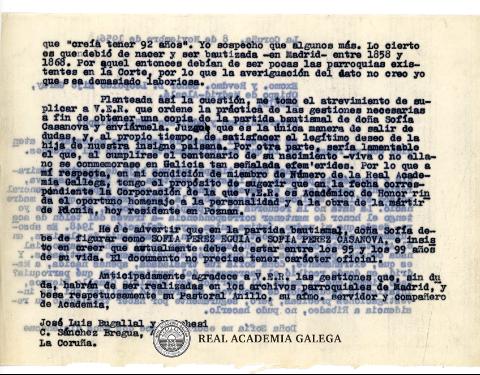 que "creía tener 92 años". Yo sospecho que algunos más. Lo cierto
es que debió de nacer y ser bautizada -en Madrid- entre 1858 y
1868. Por aquel entonces debían de ser pocas las parroquias exis-
tentes en la Corte, por lo que la averiguación del dato no creo yo
que sea demasiado laboriosa.
Planteada así la cuestión, me tomo el atrevimiento de su-
plicar a V.E.R. que ordene la práctica de las gestiones necesarias
a fin de obtener una copia de la partida bautismal de doña Sofía
Casanova y enviármela. Juzgo que es la única manera de salir de
dudas, y, al propio tiempo, de satisfacer el legítimo deseo de la
hija de nuestra insigne paisana. Por otra parte, sería lamentable
el que, al cumplirse el centenario de su nacimiento -viva o no ella-
no se conmemorase en Galicia tan señalada efemérides. Por lo que a
mi respecta, en mi condición de miembro de Número de la Real Acade-
mia Gallega, tengo el propósito de sugerir que en la fecha corres-
pondiente la Corporación de la que V.E.R. es Académico de Honor rin
da el oportuno homenaje a la personalidad y a la obra de la mártir
de Polonia, hoy residente en Poznan.
He de advertir que en la partida bautismal, doña Sofía de-
be de figurar como SOFIA PEREZ EGUIA o SOFIA PEREZ CASANOVA, e insis
to en creer que actualmente debe de estar entre los 95 y los 99 años
de su vida. El documento no precisa tener carácter oficial.
Anticipadamente agradece a V.E.R. las gestiones que, sin du
da, habrán de ser realizadas en los archivos parroquiales de Madrid, y
besa respetuosamente su Pastoral Anillo, su afmo. servidor y compañero
de Academia,
José Luis Bugallal y
C. Sánchez Bregua,
La Coruña.
REAL ACADEMIA GALEGA